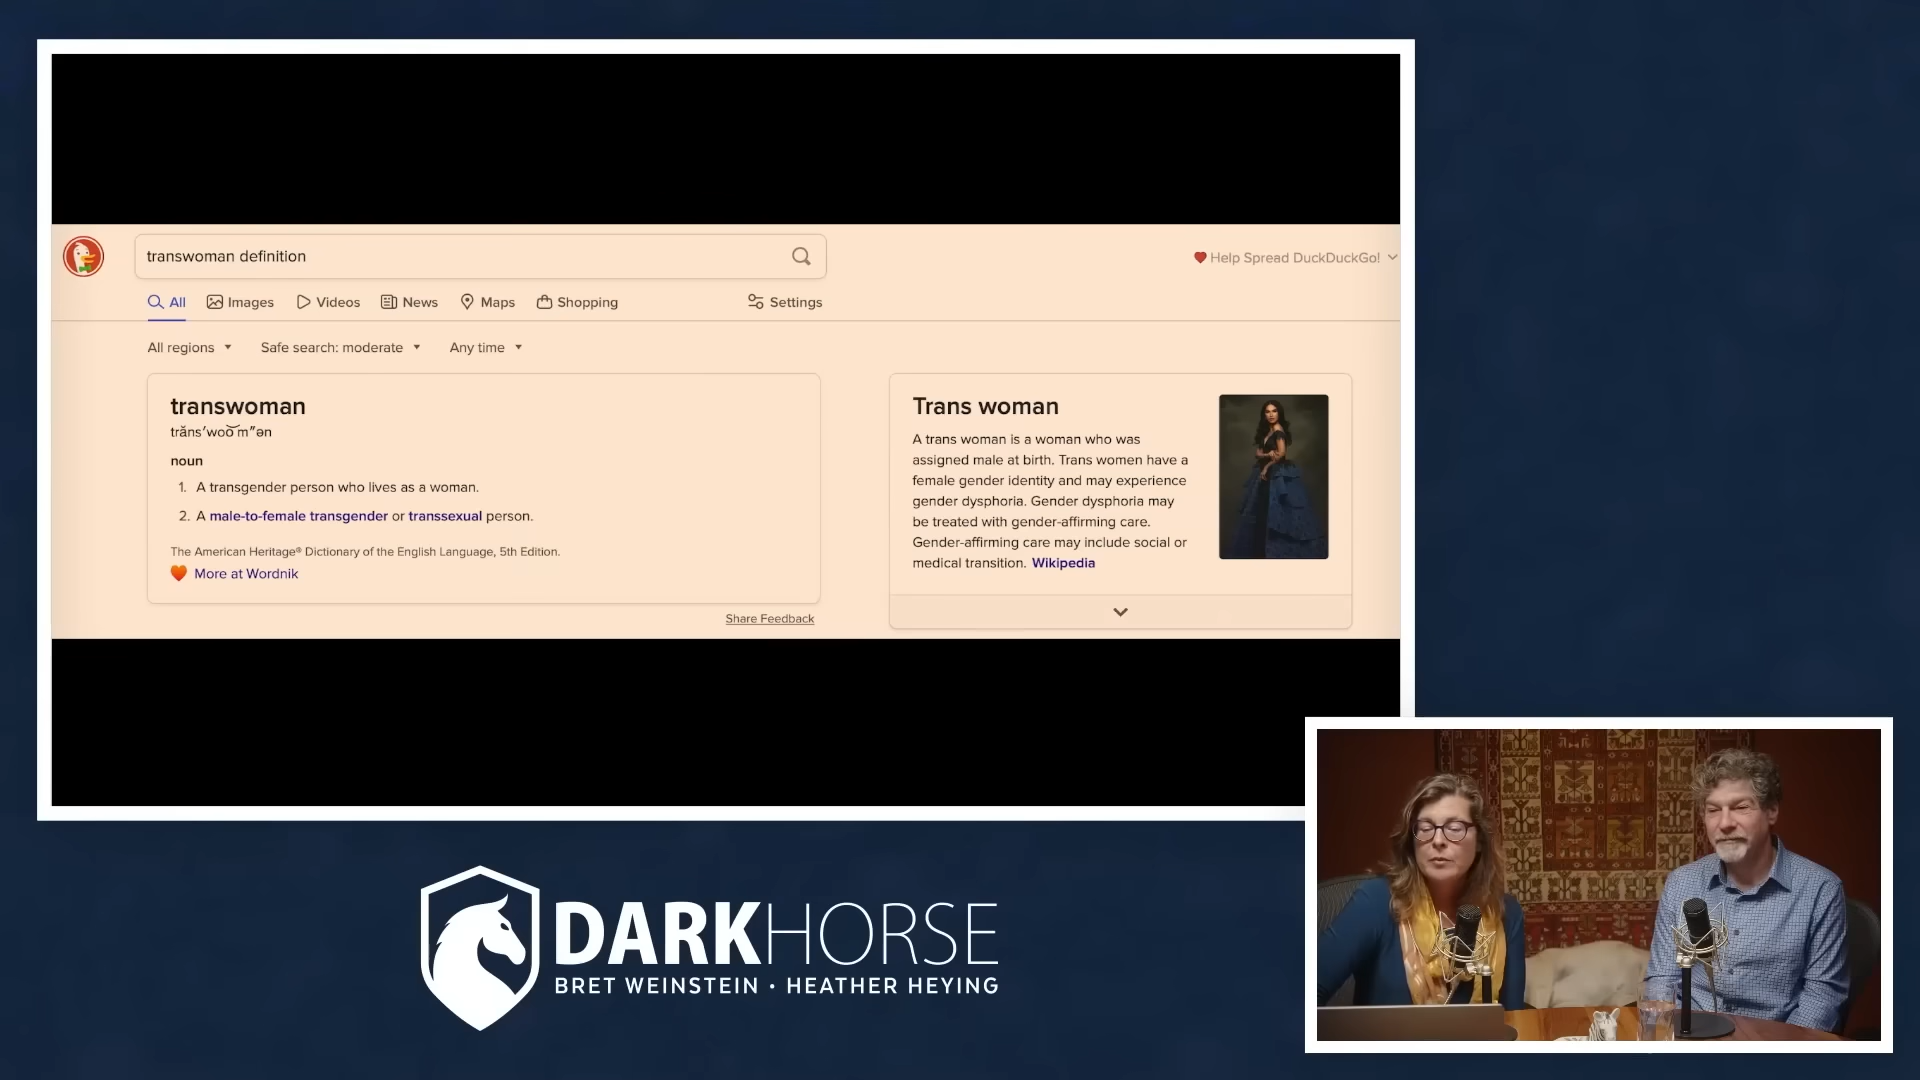 transwoman definition
Help Spread DuckDuckGo!
All
Images
Videos
News
Maps
Shopping
Settings
All regions
Safe search: moderate
Any time
transwoman
trăns′wo͝om″ən
noun
1. A transgender person who lives as a woman.
2. A male-to-female transgender or transsexual person.
The American Heritage® Dictionary of the English Language, 5th Edition.
More at Wordnik
Share Feedback
Trans woman
A trans woman is a woman who was
assigned male at birth. Trans women have a
female gender identity and may experience
gender dysphoria. Gender dysphoria may
be treated with gender-affirming care.
Gender-affirming care may include social or
medical transition. Wikipedia
DARKHORSE
BRET WEINSTEIN · HEATHER HEYING